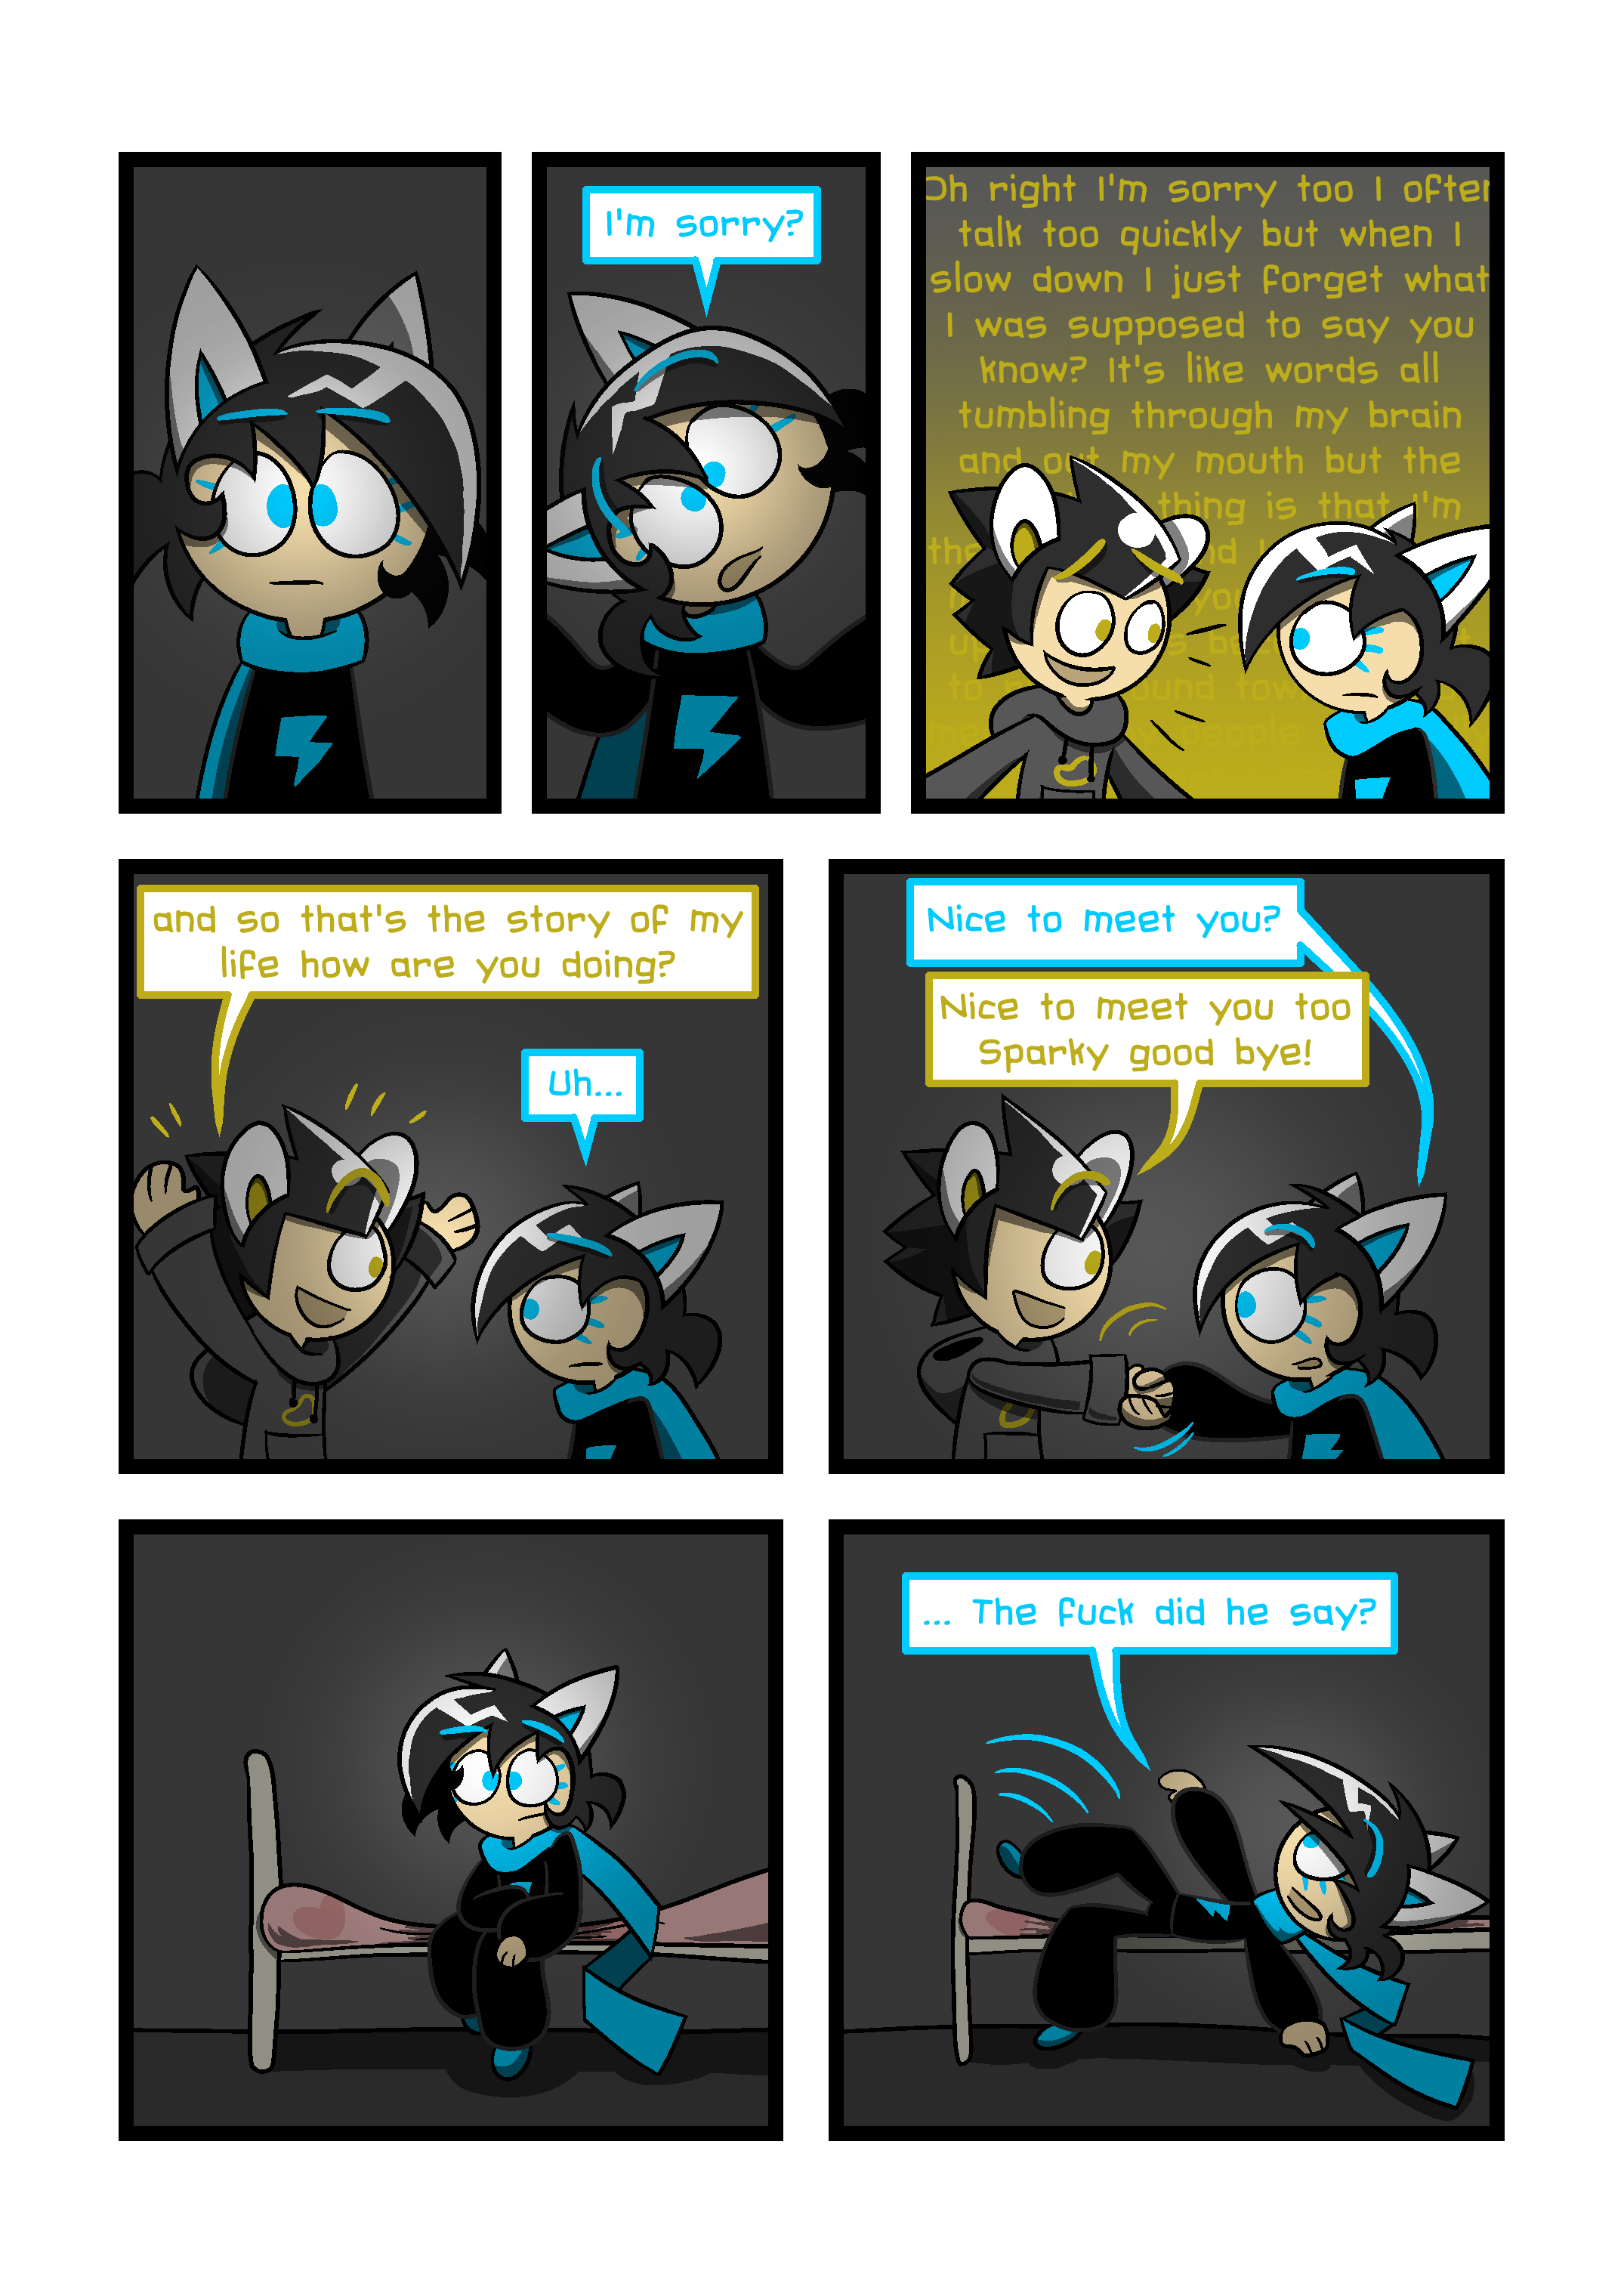 I'm sorry?
Oh right I'm sorry too I often
talk too quickly but when I
slow down I just forget what
I was supposed to say you
know? It's like words all
tumbling through my brain
and out my mouth but the
thing is that I'm
the
to
people
and so that's the story of my
life how are you doing?
Uh...
Nice to meet you?
Nice to meet you too
Sparky good bye!
... The fuck did he say?